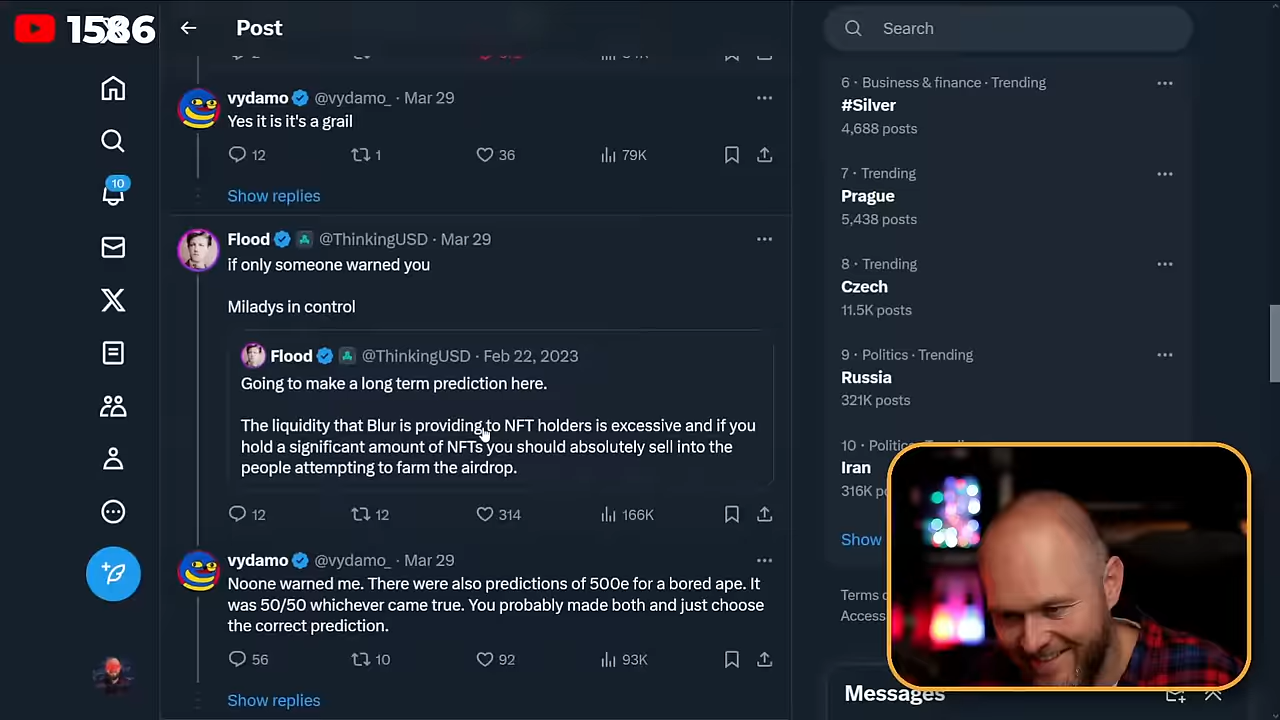 1586
Post
Search
vydamo @vydamo_ · Mar 29
Yes it is it's a grail
12 1 36 79K
Show replies
Flood @ThinkingUSD · Mar 29
if only someone warned you
Miladys in control
Flood @ThinkingUSD · Feb 22, 2023
Going to make a long term prediction here.
The liquidity that Blur is providing to NFT holders is excessive and if you
hold a significant amount of NFTs you should absolutely sell into the
people attempting to farm the airdrop.
12 12 314 166K
vydamo @vydamo_ · Mar 29
Noone warned me. There were also predictions of 500e for a bored ape. It
was 50/50 whichever came true. You probably made both and just choose
the correct prediction.
56 10 92 93K
Show replies
10
6 · Business & finance · Trending
#Silver
4,688 posts
7 · Trending
Prague
5,438 posts
8 · Trending
Czech
11.5K posts
9 · Politics · Trending
Russia
321K posts
10 ·
Iran
316K
Show
Terms
Messages